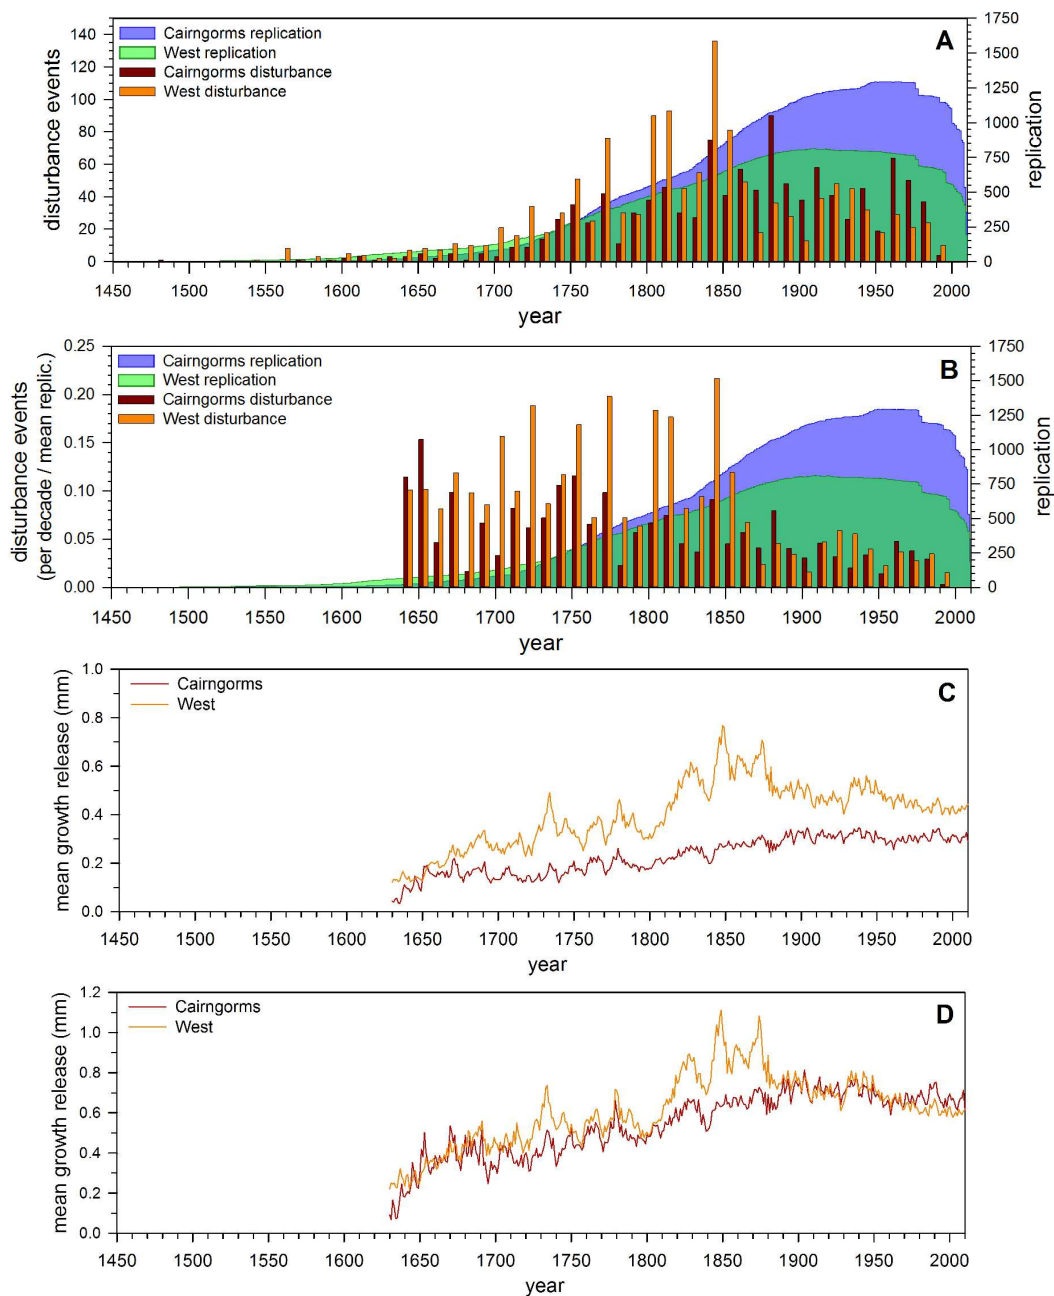 A
Cairngorms replication
West replication
Cairngorms disturbance
West disturbance
disturbance events
replication
0 20 40 60 80 100 120 140
0 250 500 750 1000 1250 1500 1750
1450 1500 1550 1600 1650 1700 1750 1800 1850 1900 1950 2000
year
B
Cairngorms replication
West replication
Cairngorms disturbance
West disturbance
disturbance events
(per decade / mean replic.)
replication
0.00 0.05 0.10 0.15 0.20 0.25
0 250 500 750 1000 1250 1500 1750
1450 1500 1550 1600 1650 1700 1750 1800 1850 1900 1950 2000
year
C
Cairngorms
West
mean growth release (mm)
0.0 0.2 0.4 0.6 0.8 1.0
1450 1500 1550 1600 1650 1700 1750 1800 1850 1900 1950 2000
year
D
Cairngorms
West
mean growth release (mm)
0.0 0.2 0.4 0.6 0.8 1.0 1.2
1450 1500 1550 1600 1650 1700 1750 1800 1850 1900 1950 2000
year